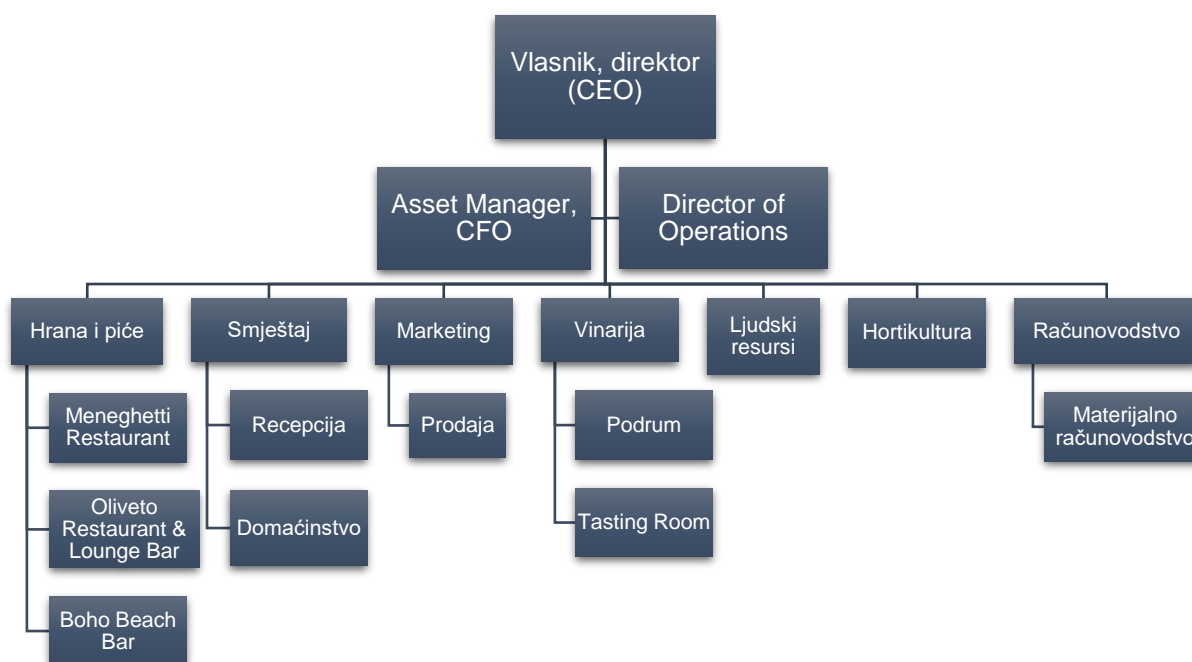 Vlasnik, direktor
(CEO)
Asset Manager,
CFO
Director of
Operations
Hrana i piće
Smještaj
Marketing
Vinarija
Ljudski
resursi
Hortikultura
Računovodstvo
Meneghetti
Restaurant
Recepcija
Prodaja
Podrum
Materijalno
računovodstvo
Oliveto
Restaurant &
Lounge Bar
Domaćinstvo
Tasting Room
Boho Beach
Bar